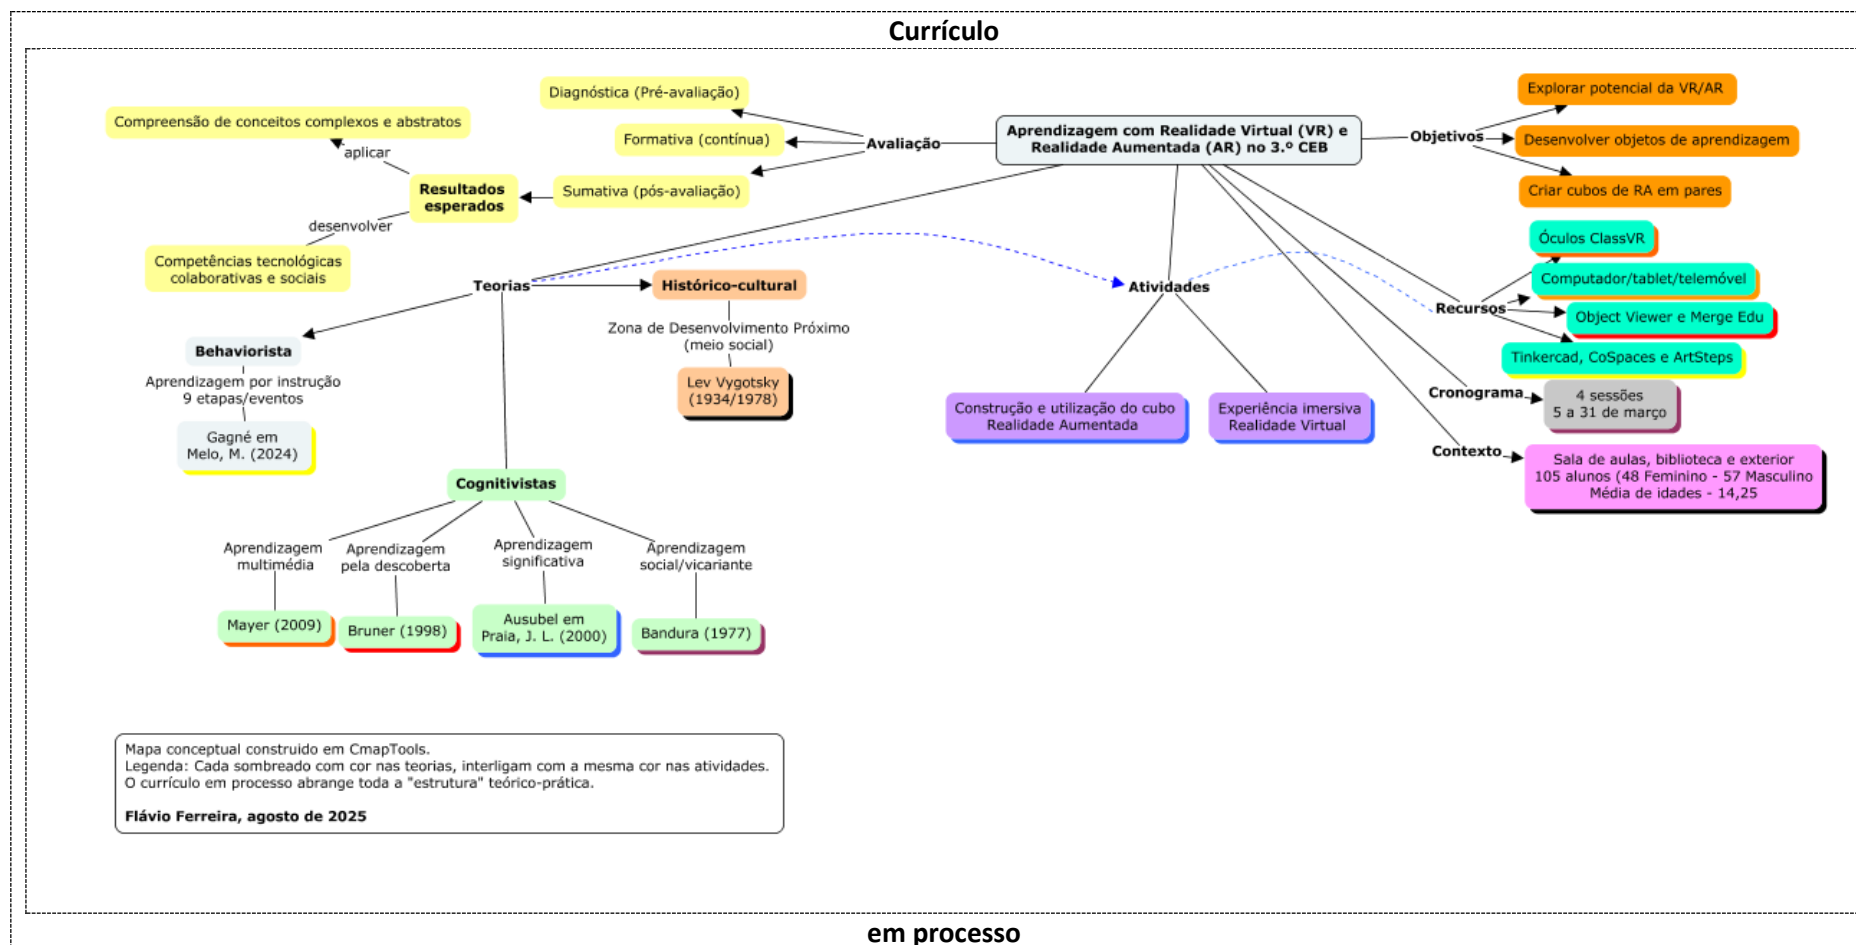 Currículo
Diagnóstica (Pré-avaliação)
Formativa (contínua)
Sumativa (pós-avaliação)
Avaliação
Compreensão de conceitos complexos e abstratos
aplicar
Resultados
esperados
desenvolver
Competências tecnológicas
colaborativas e sociais
Aprendizagem com Realidade Virtual (VR) e
Realidade Aumentada (AR) no 3.º CEB
Objetivos
Explorar potencial da VR/AR
Desenvolver objetos de aprendizagem
Criar cubos de RA em pares
Teorias
Histórico-cultural
Zona de Desenvolvimento Próximo
(meio social)
Lev Vygotsky
(1934/1978)
Behaviorista
Aprendizagem por instrução
9 etapas/eventos
Gagné em
Melo, M. (2024)
Cognitivistas
Aprendizagem
multimédia
Mayer (2009)
Aprendizagem
pela descoberta
Bruner (1998)
Aprendizagem
significativa
Ausubel em
Praia, J. L. (2000)
Aprendizagem
social/vicariante
Bandura (1977)
Atividades
Construção e utilização do cubo
Realidade Aumentada
Experiência imersiva
Realidade Virtual
Recursos
Óculos ClassVR
Computador/tablet/telemóvel
Object Viewer e Merge Edu
Tinkercad, CoSpaces e ArtSteps
Cronograma
4 sessões
5 a 31 de março
Contexto
Sala de aulas, biblioteca e exterior
105 alunos (48 Feminino - 57 Masculino
Média de idades - 14,25
Mapa conceptual construido em CmapTools.
Legenda: Cada sombreado com cor nas teorias, interligam com a mesma cor nas atividades.
O currículo em processo abrange toda a "estrutura" teórico-prática.
Flávio Ferreira, agosto de 2025
em processo